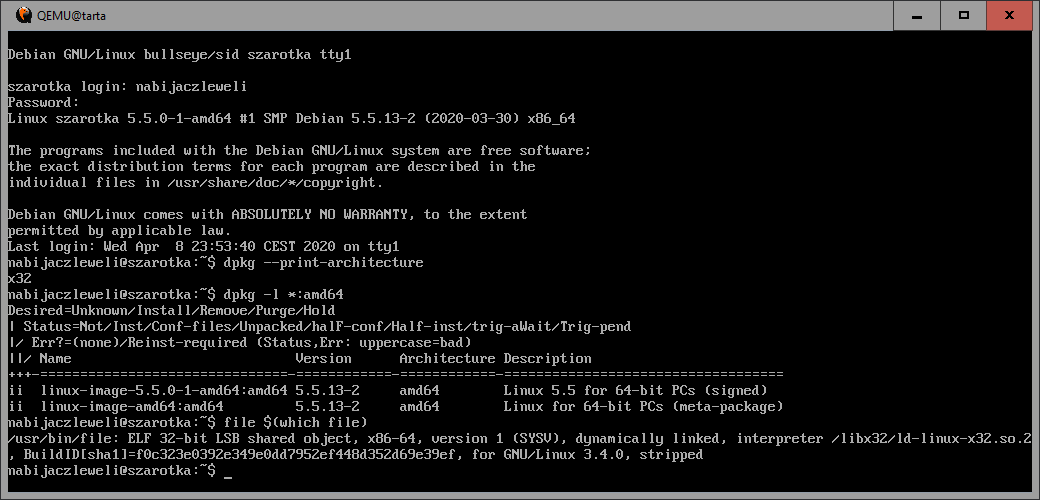 QEMU@tarta
Debian GNU/Linux bullseye/sid szarotka tty1
szarotka login: nabijaczleweli
Password:
Linux szarotka 5.5.0-1-amd64 #1 SMP Debian 5.5.13-2 (2020-03-30) x86_64
The programs included with the Debian GNU/Linux system are free software;
the exact distribution terms for each program are described in the
individual files in /usr/share/doc/*/copyright.
Debian GNU/Linux comes with ABSOLUTELY NO WARRANTY, to the extent
permitted by applicable law.
Last login: Wed Apr  8 23:53:40 CEST 2020 on tty1
nabijaczleweli@szarotka:~$ dpkg --print-architecture
x32
nabijaczleweli@szarotka:~$ dpkg -l *:amd64
Desired=Unknown/Install/Remove/Purge/Hold
| Status=Not/Inst/Conf-files/Unpacked/halF-conf/Half-inst/trig-aWait/Trig-pend
|/ Err?=(none)/Reinst-required (Status,Err: uppercase=bad)
||/ Name                            Version      Architecture Description
+++-===============================-============-============-===================================
ii  linux-image-5.5.0-1-amd64:amd64 5.5.13-2     amd64        Linux 5.5 for 64-bit PCs (signed)
ii  linux-image-amd64:amd64         5.5.13-2     amd64        Linux for 64-bit PCs (meta-package)
nabijaczleweli@szarotka:~$ file $(which file)
/usr/bin/file: ELF 32-bit LSB shared object, x86-64, version 1 (SYSV), dynamically linked, interpreter /libx32/ld-linux-x32.so.2
, BuildID[sha1]=f0c323e0392e349e0dd7952ef448d352d69e39ef, for GNU/Linux 3.4.0, stripped
nabijaczleweli@szarotka:~$ _